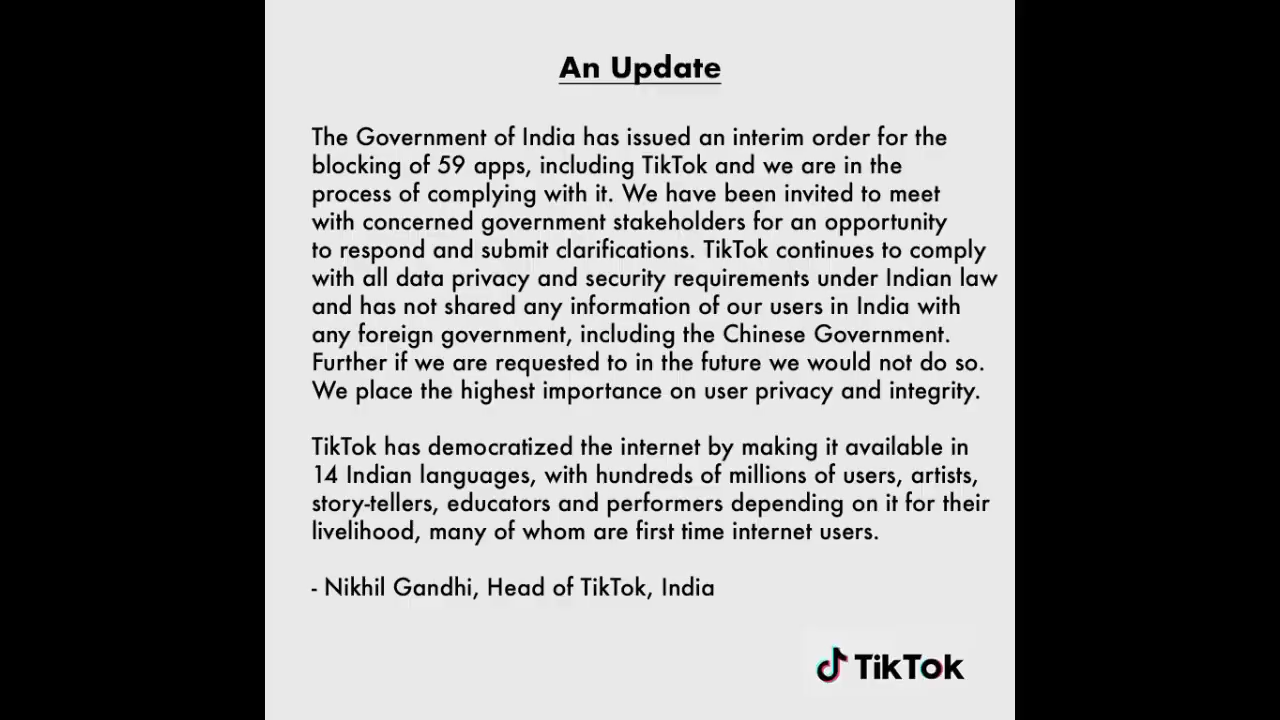 An Update
The Government of India has issued an interim order for the
blocking of 59 apps, including TikTok and we are in the
process of complying with it. We have been invited to meet
with concerned government stakeholders for an opportunity
to respond and submit clarifications. TikTok continues to comply
with all data privacy and security requirements under Indian law
and has not shared any information of our users in India with
any foreign government, including the Chinese Government.
Further if we are requested to in the future we would not do so.
We place the highest importance on user privacy and integrity.
TikTok has democratized the internet by making it available in
14 Indian languages, with hundreds of millions of users, artists,
story-tellers, educators and performers depending on it for their
livelihood, many of whom are first time internet users.
- Nikhil Gandhi, Head of TikTok, India
TikTok